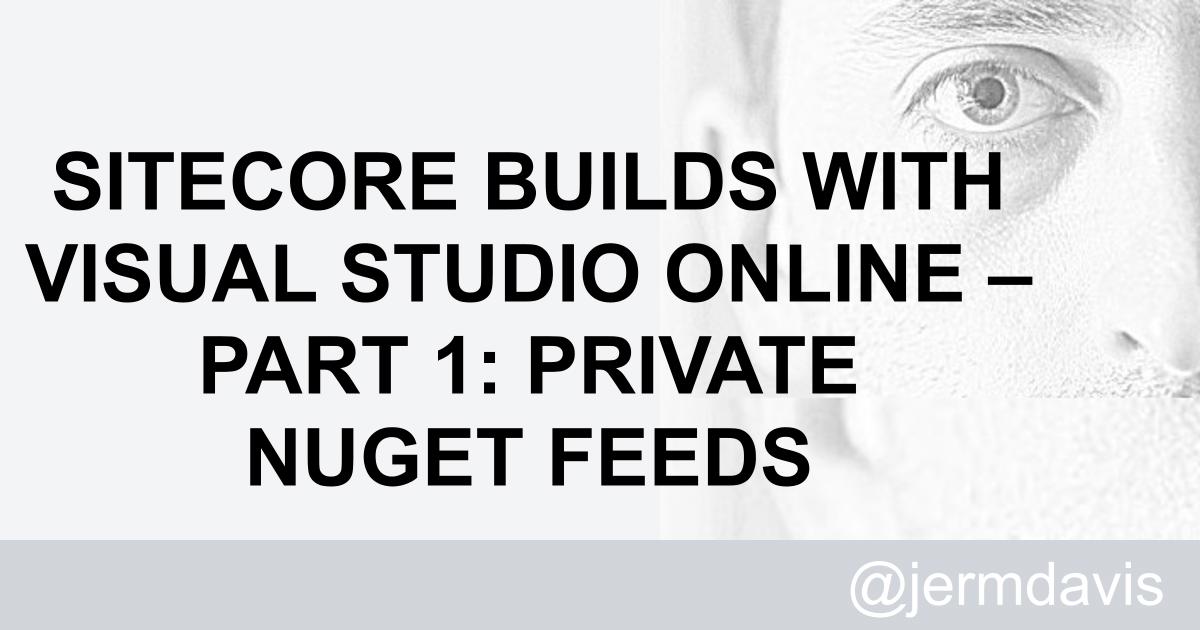 SITECORE BUILDS WITH
VISUAL STUDIO ONLINE –
PART 1: PRIVATE
NUGET FEEDS
@jermdavis